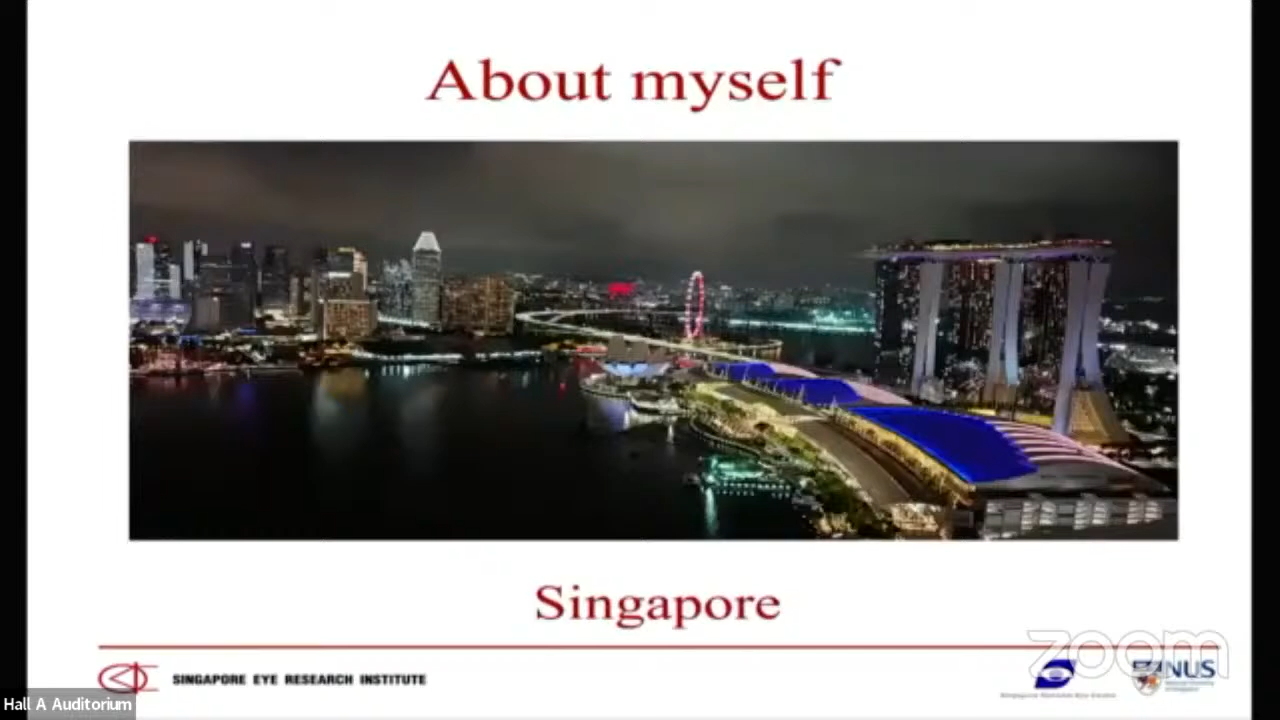 About myself
Singapore
SINGAPORE EYE RESEARCH INSTITUTE
zoom
NUS
Hall A Auditorium